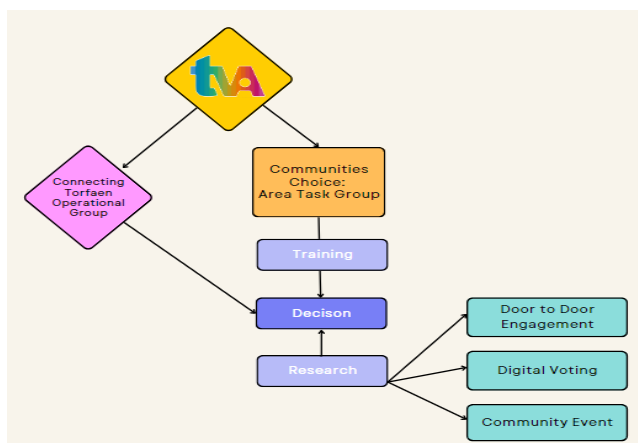 tvA
Connecting
Torfaen
Operational
Group
Communities
Choice:
Area Task Group
Training
Decison
Research
Door to Door
Engagement
Digital Voting
Community Event